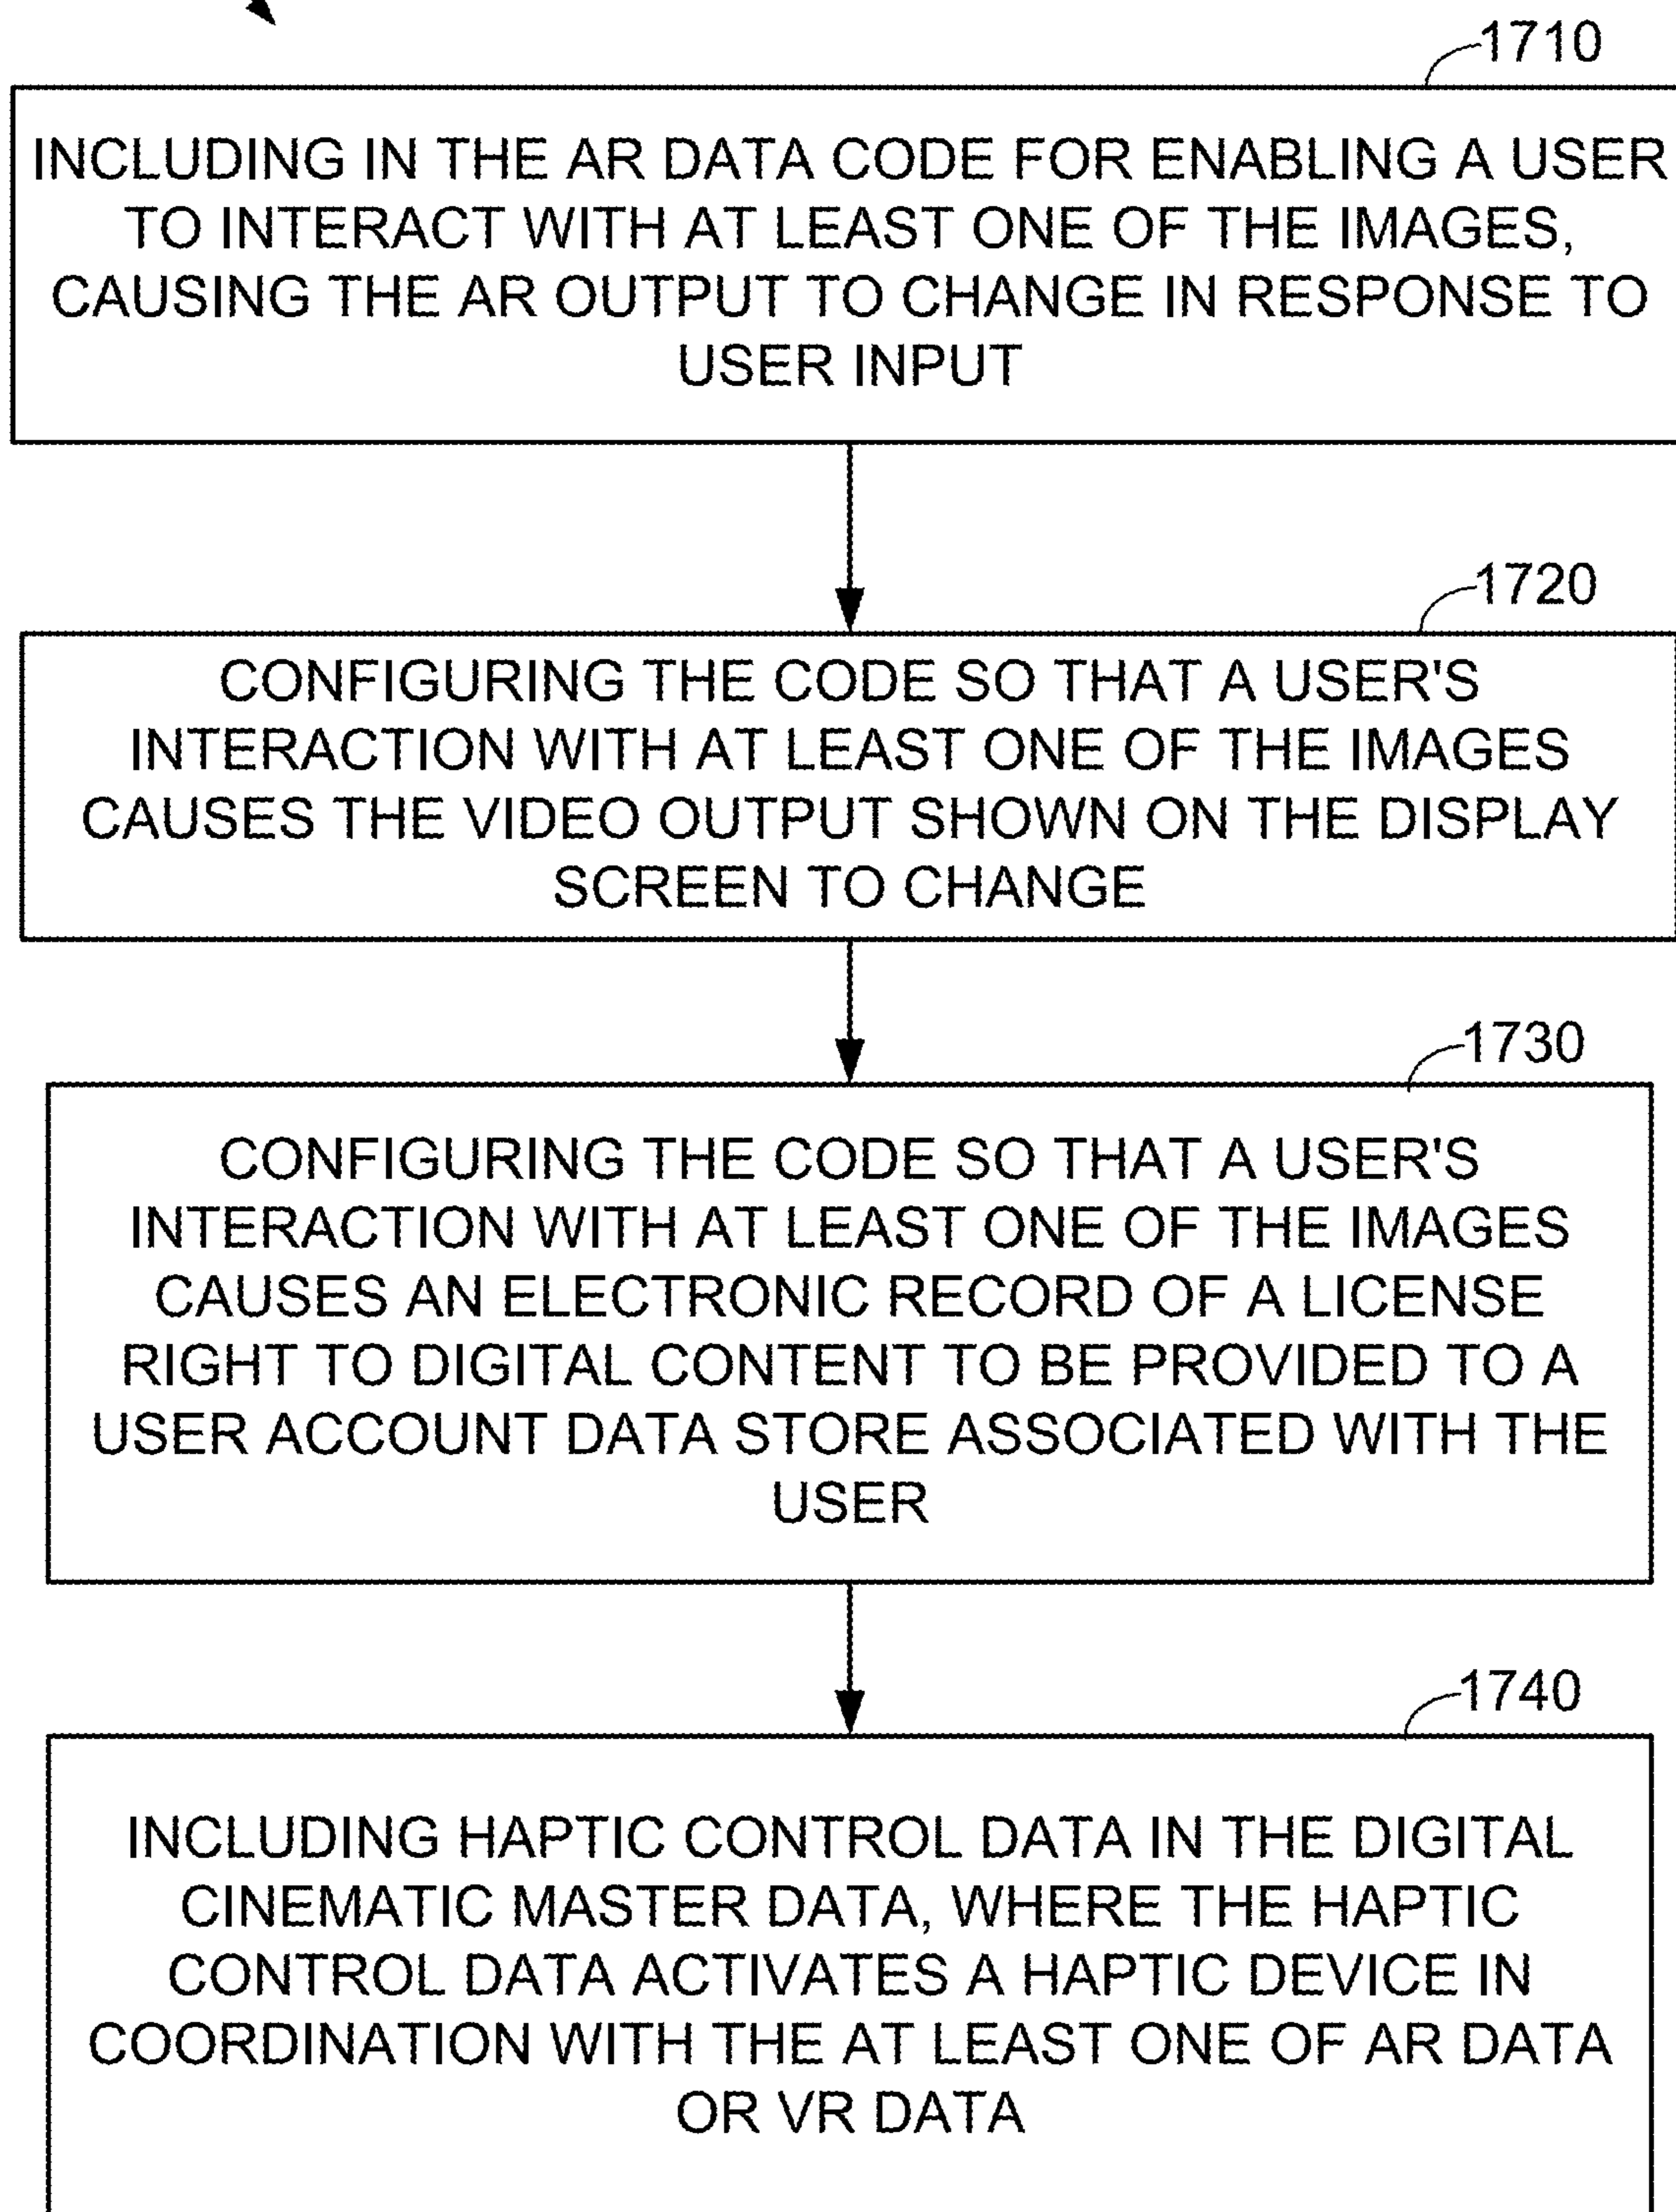 1710
INCLUDING IN THE AR DATA CODE FOR ENABLING A USER
TO INTERACT WITH AT LEAST ONE OF THE IMAGES,
CAUSING THE AR OUTPUT TO CHANGE IN RESPONSE TO
USER INPUT
1720
CONFIGURING THE CODE SO THAT A USER'S
INTERACTION WITH AT LEAST ONE OF THE IMAGES
CAUSES THE VIDEO OUTPUT SHOWN ON THE DISPLAY
SCREEN TO CHANGE
1730
CONFIGURING THE CODE SO THAT A USER'S
INTERACTION WITH AT LEAST ONE OF THE IMAGES
CAUSES AN ELECTRONIC RECORD OF A LICENSE
RIGHT TO DIGITAL CONTENT TO BE PROVIDED TO A
USER ACCOUNT DATA STORE ASSOCIATED WITH THE
USER
1740
INCLUDING HAPTIC CONTROL DATA IN THE DIGITAL
CINEMATIC MASTER DATA, WHERE THE HAPTIC
CONTROL DATA ACTIVATES A HAPTIC DEVICE IN
COORDINATION WITH THE AT LEAST ONE OF AR DATA
OR VR DATA